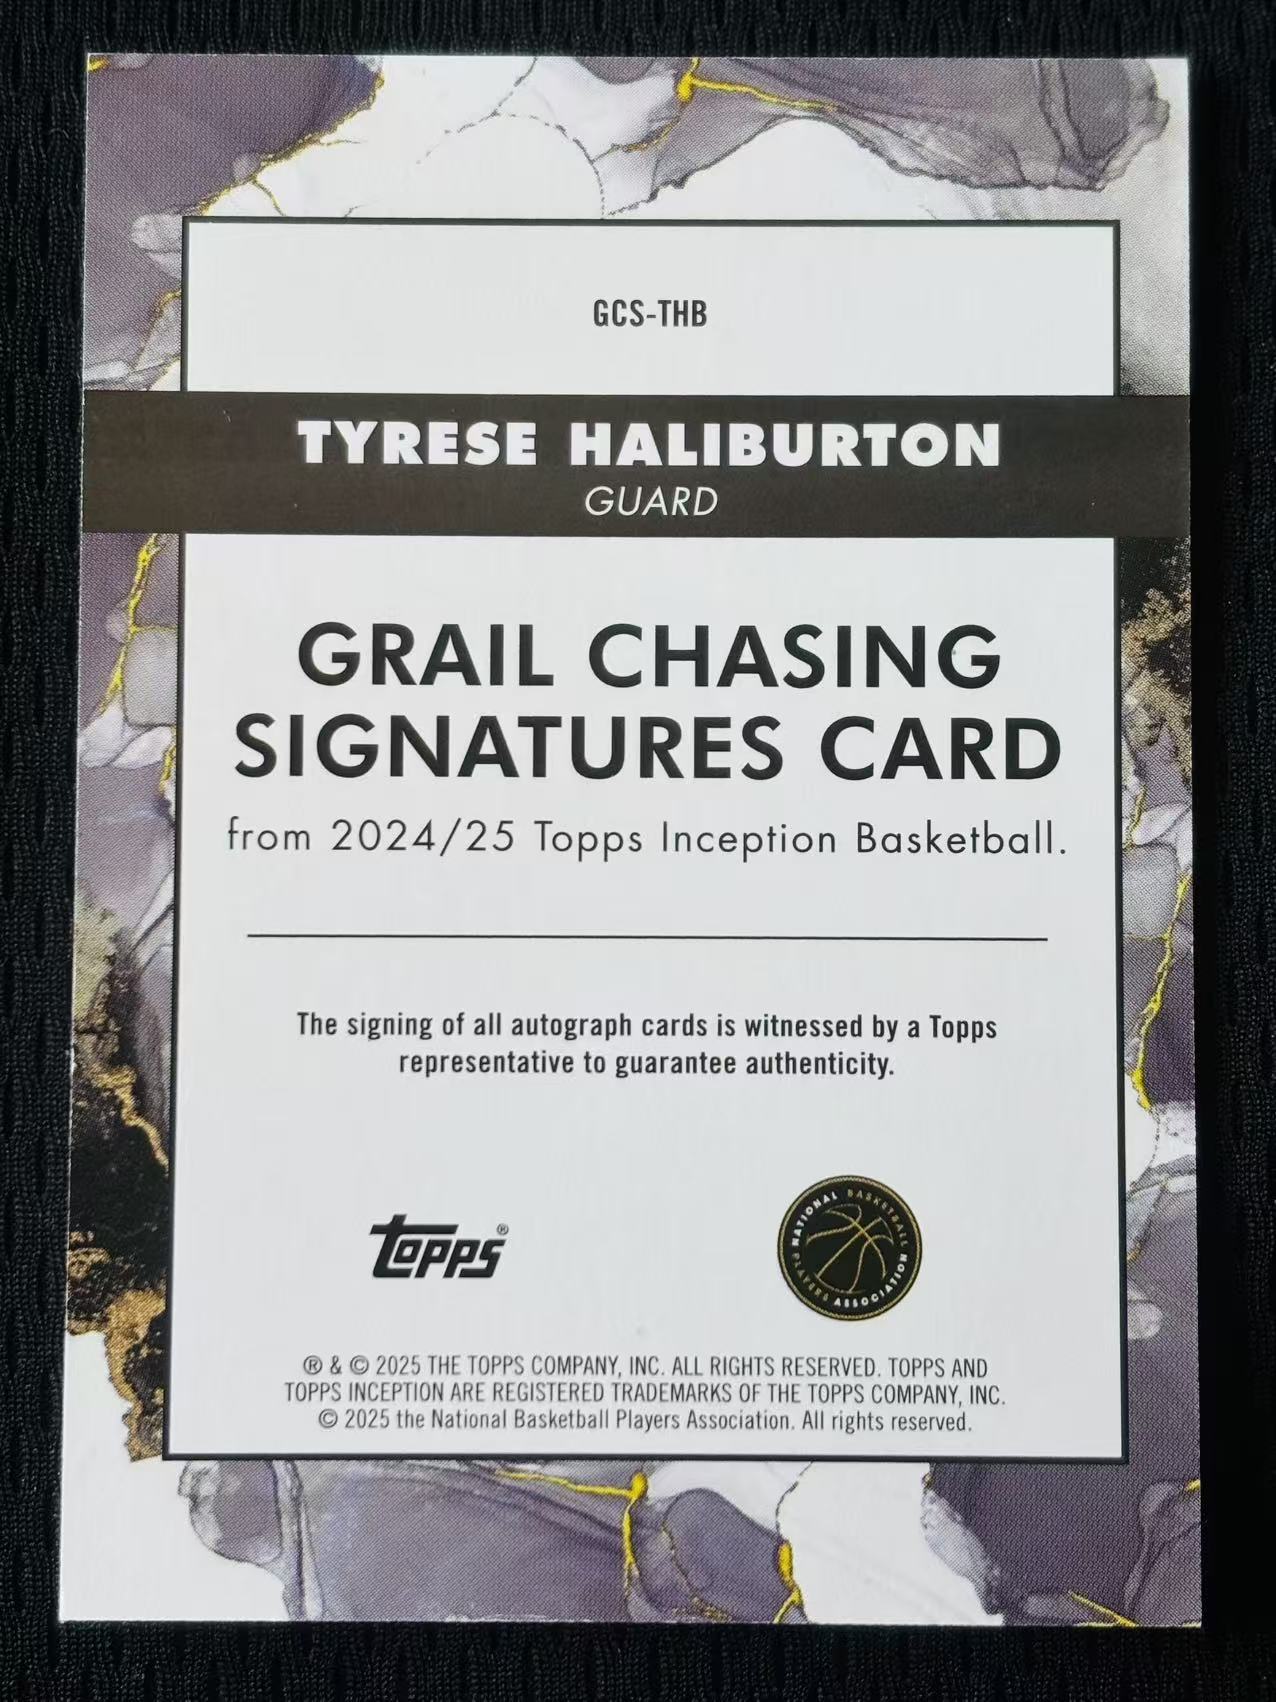 GCS-THB
TYRESE HALIBURTON
GUARD
GRAIL CHASING
SIGNATURES CARD
from 2024/25 Topps Inception Basketball.
The signing of all autograph cards is witnessed by a Topps
representative to guarantee authenticity.
topps®
NATIONAL BASKETBALL PLAYERS ASSOCIATION
® & © 2025 THE TOPPS COMPANY, INC. ALL RIGHTS RESERVED. TOPPS AND
TOPPS INCEPTION ARE REGISTERED TRADEMARKS OF THE TOPPS COMPANY, INC.
© 2025 the National Basketball Players Association. All rights reserved.